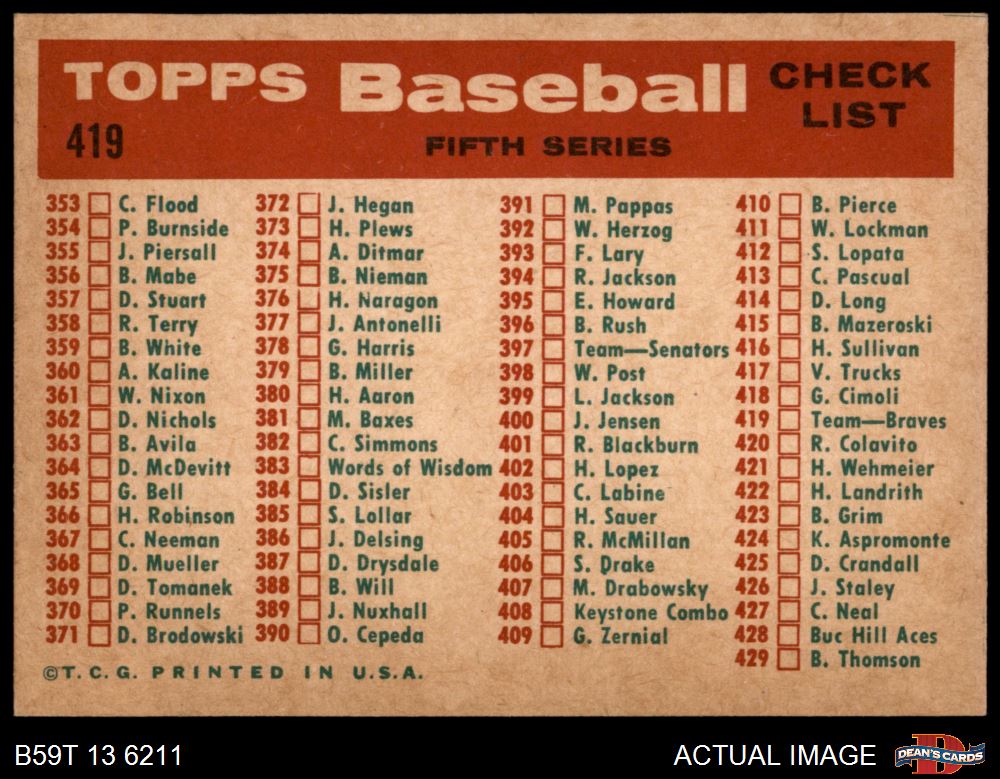 TOPPS Baseball CHECK LIST
419 FIFTH SERIES
353 C. Flood
354 P. Burnside
355 J. Piersall
356 B. Mabe
357 D. Stuart
358 R. Terry
359 B. White
360 A. Kaline
361 W. Nixon
362 D. Nichols
363 B. Avila
364 D. McDevitt
365 G. Bell
366 H. Robinson
367 C. Neeman
368 D. Mueller
369 D. Tomanek
370 P. Runnels
371 D. Brodowski
372 J. Hegan
373 H. Plews
374 A. Ditmar
375 B. Nieman
376 H. Naragon
377 J. Antonelli
378 G. Harris
379 B. Miller
380 H. Aaron
381 M. Baxes
382 C. Simmons
383 Words of Wisdom
384 D. Sisler
385 S. Lollar
386 J. Delsing
387 D. Drysdale
388 B. Will
389 J. Nuxhall
390 O. Cepeda
391 M. Pappas
392 W. Herzog
393 F. Lary
394 R. Jackson
395 E. Howard
396 B. Rush
397 Team—Senators
398 W. Post
399 L. Jackson
400 J. Jensen
401 R. Blackburn
402 H. Lopez
403 C. Labine
404 H. Sauer
405 R. McMillan
406 S. Drake
407 M. Drabowsky
408 Keystone Combo
409 G. Zernial
410 B. Pierce
411 W. Lockman
412 S. Lopata
413 C. Pascual
414 D. Long
415 B. Mazeroski
416 H. Sullivan
417 V. Trucks
418 G. Cimoli
419 Team—Braves
420 R. Colavito
421 H. Wehmeier
422 H. Landrith
423 B. Grim
424 K. Aspromonte
425 D. Crandall
426 J. Staley
427 C. Neal
428 Buc Hill Aces
429 B. Thomson
©T.C.G. PRINTED IN U.S.A.
B59T 13 6211 ACTUAL IMAGE DEAN'S CARDS